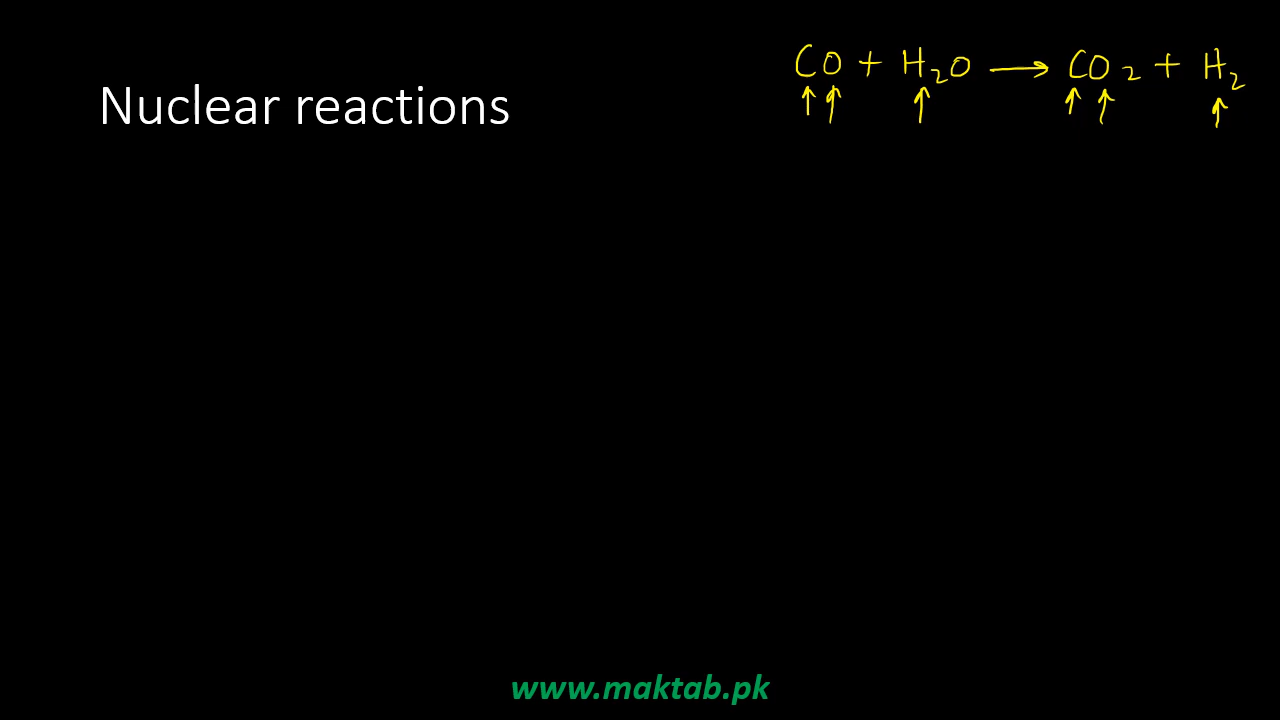 CO + H₂O → CO₂ + H₂
Nuclear reactions
www.maktab.pk